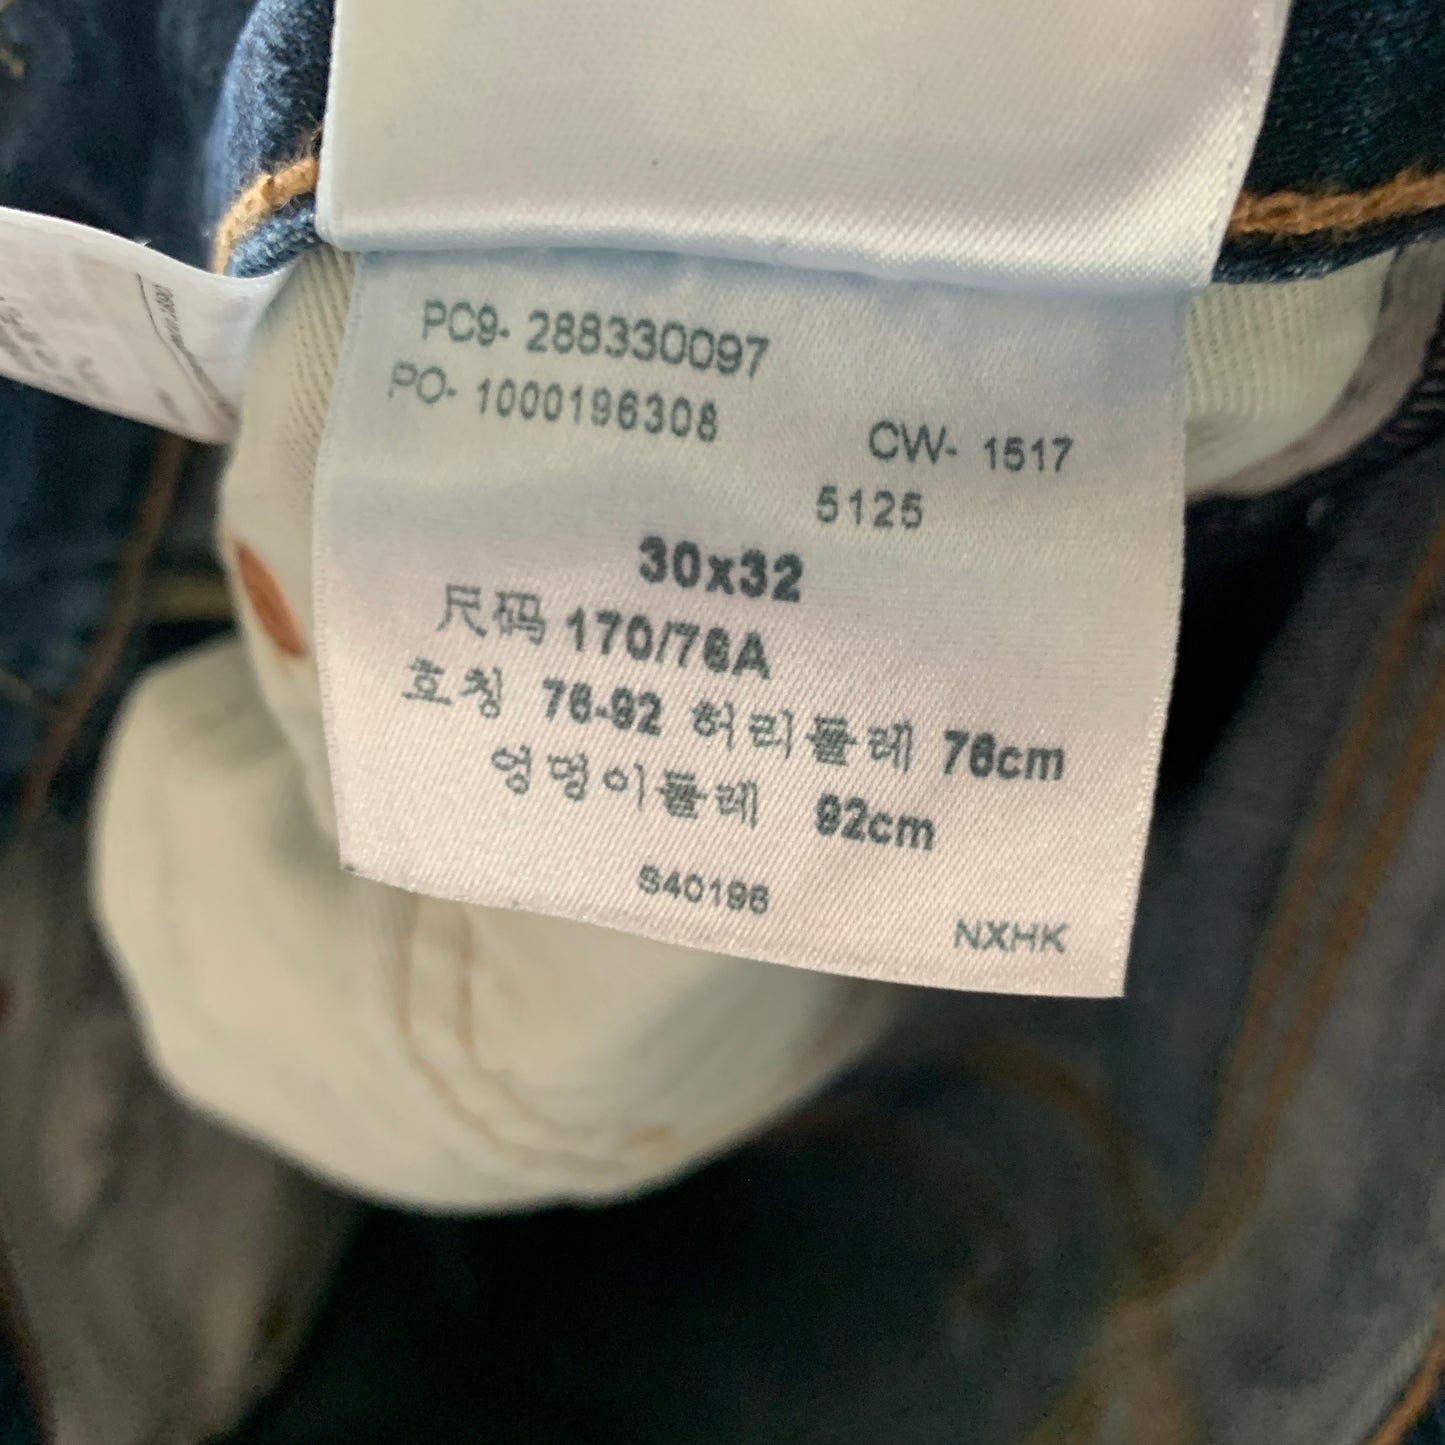 PC9- 288330097
PO- 1000196308
CW- 1517
5125
30x32
尺码 170/76A
호칭 76-92 허리둘레 76cm
엉덩이둘레 92cm
S40196
NXHK